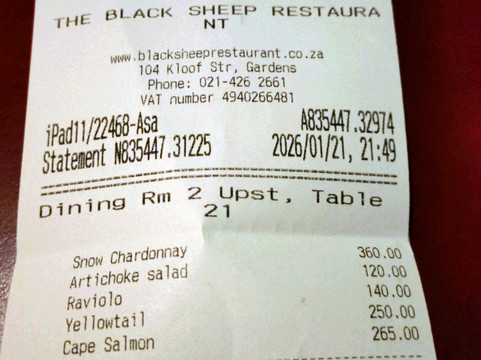 THE BLACK SHEEP RESTAURA
NT
www.blacksheeprestaurant.co.za
104 Kloof Str, Gardens
Phone: 021-426 2661
VAT number 4940266481
iPad11/22468-Asa A835447.32974
Statement N835447.31225 2026/01/21, 21:49
Dining Rm 2 Upst, Table
21
Snow Chardonnay 360.00
Artichoke salad 120.00
Raviolo 140.00
Yellowtail 250.00
Cape Salmon 265.00